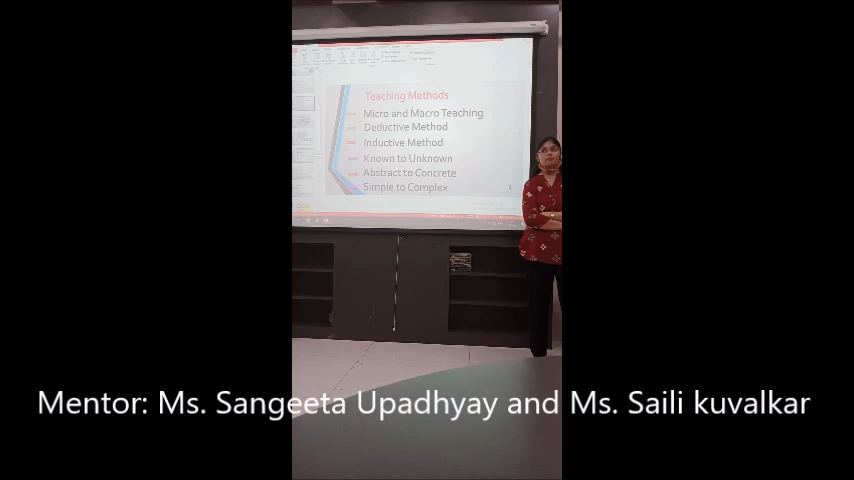 Teaching Methods
Micro and Macro Teaching
Deductive Method
Inductive Method
Known to Unknown
Abstract to Concrete
Simple to Complex
Mentor: Ms. Sangeeta Upadhyay and Ms. Saili kuvalkar